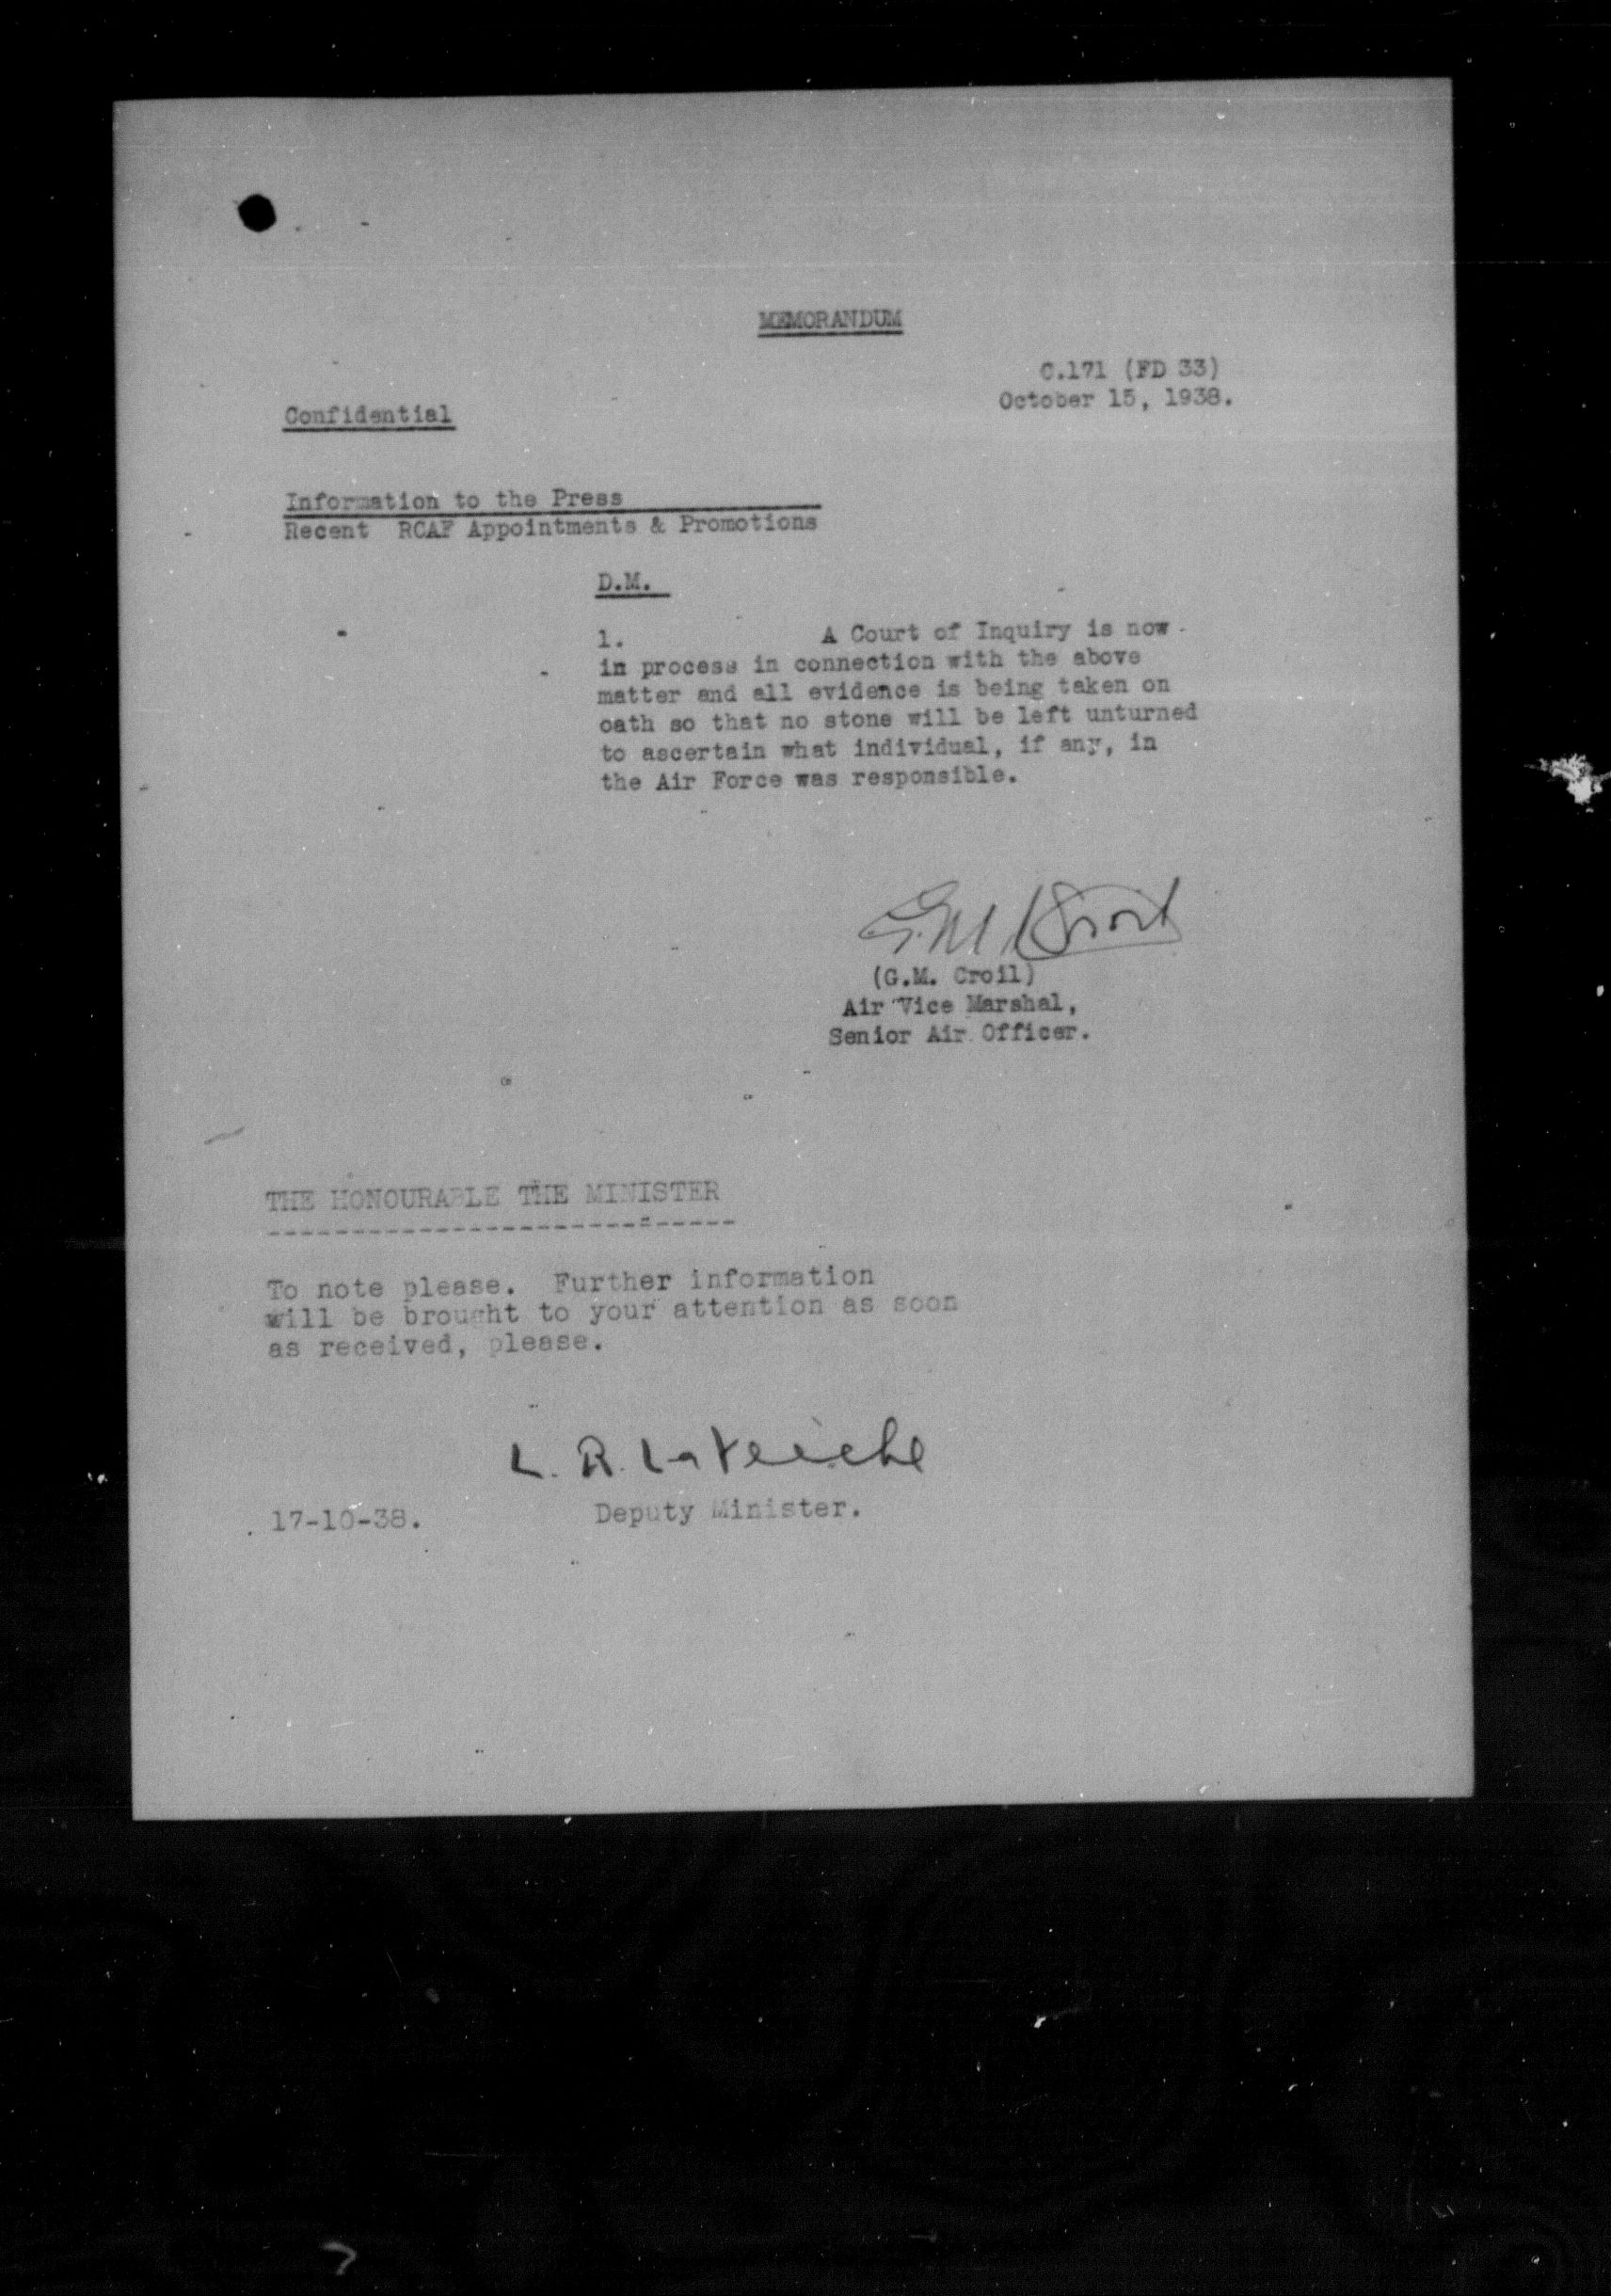 MEMORANDUM
C.171 (FD 33)
October 15, 1938.
Confidential
Information to the Press
Recent RCAF Appointments & Promotions
D.M.
1. A Court of Inquiry is now
in process in connection with the above
matter and all evidence is being taken on
oath so that no stone will be left unturned
to ascertain what individual, if any, in
the Air Force was responsible.
G.M. Croil
(G.M. Croil)
Air Vice Marshal,
Senior Air Officer.
THE HONOURABLE THE MINISTER
---------------------------
To note please. Further information
will be brought to your attention as soon
as received, please.
L. R. LaFleche
17-10-38. Deputy Minister.